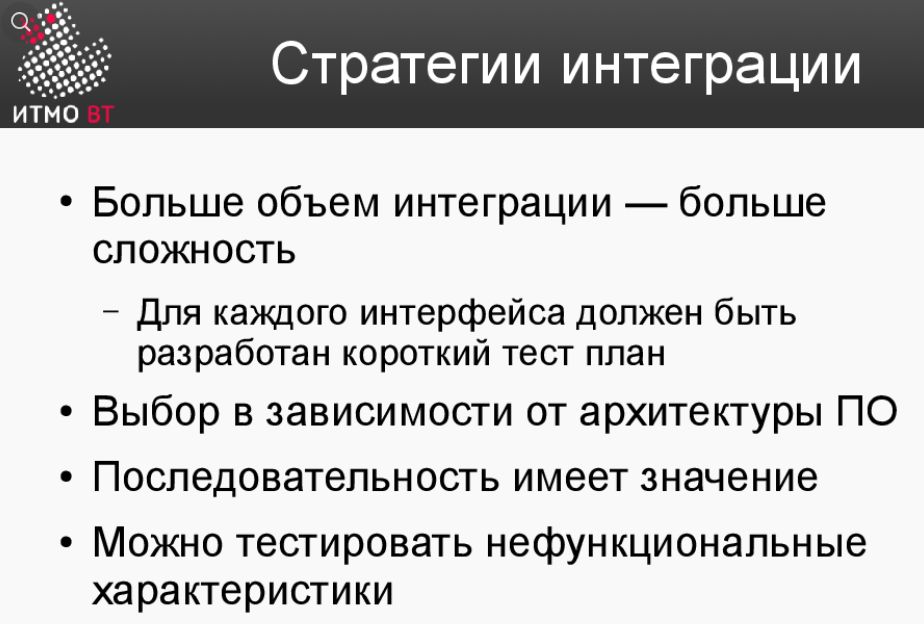 ИТМО ВТ
Стратегии интеграции
• Больше объем интеграции — больше
сложность
– Для каждого интерфейса должен быть
разработан короткий тест план
• Выбор в зависимости от архитектуры ПО
• Последовательность имеет значение
• Можно тестировать нефункциональные
характеристики